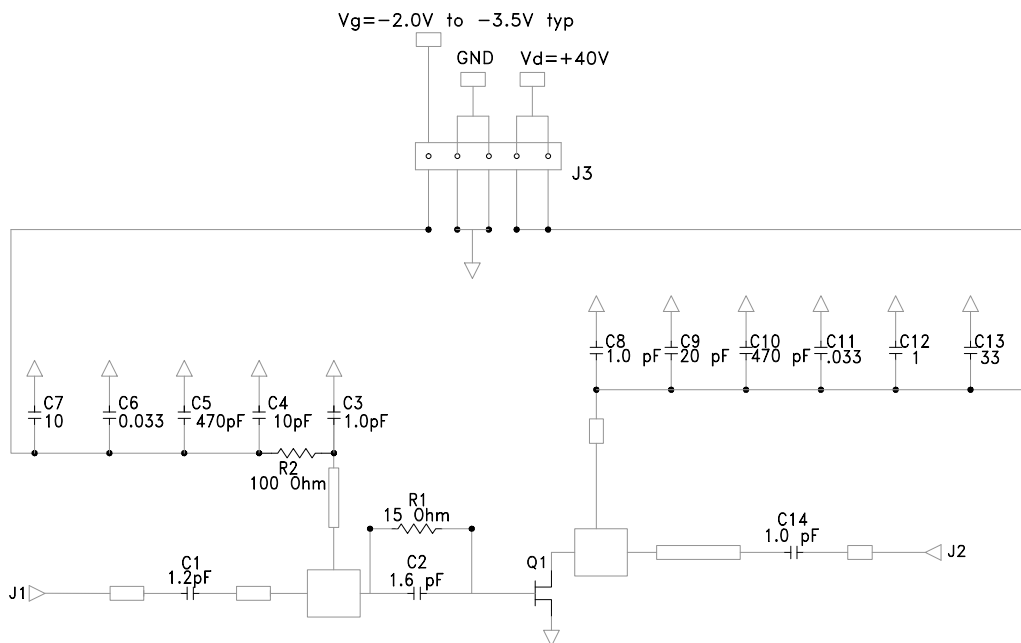 Vg=-2.0V to -3.5V typ
GND
Vd=+40V
J3
C8
1.0 pF
C9
20 pF
C10
470 pF
C11
.033
C12
1
C13
33
C7
10
C6
0.033
C5
470pF
C4
10pF
C3
1.0pF
R2
100 Ohm
R1
15 Ohm
C14
1.0 pF
J2
Q1
C1
1.2pF
C2
1.6 pF
J1